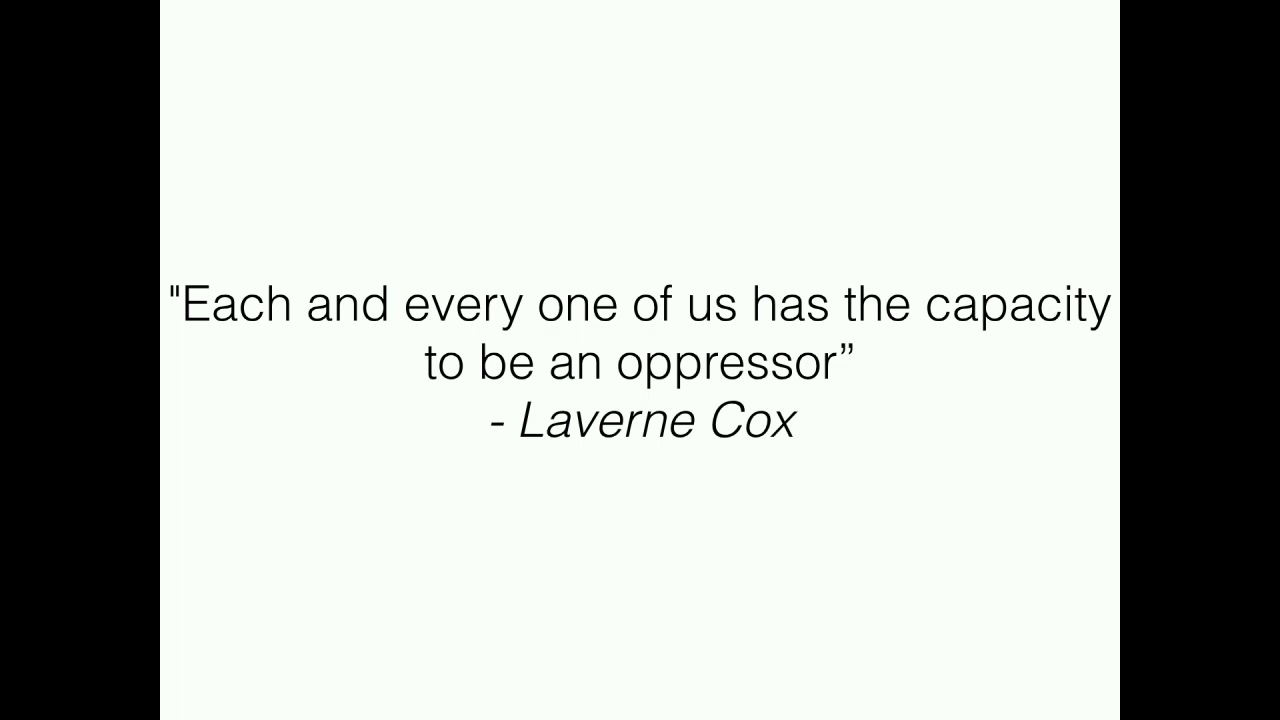 "Each and every one of us has the capacity
to be an oppressor”
- Laverne Cox